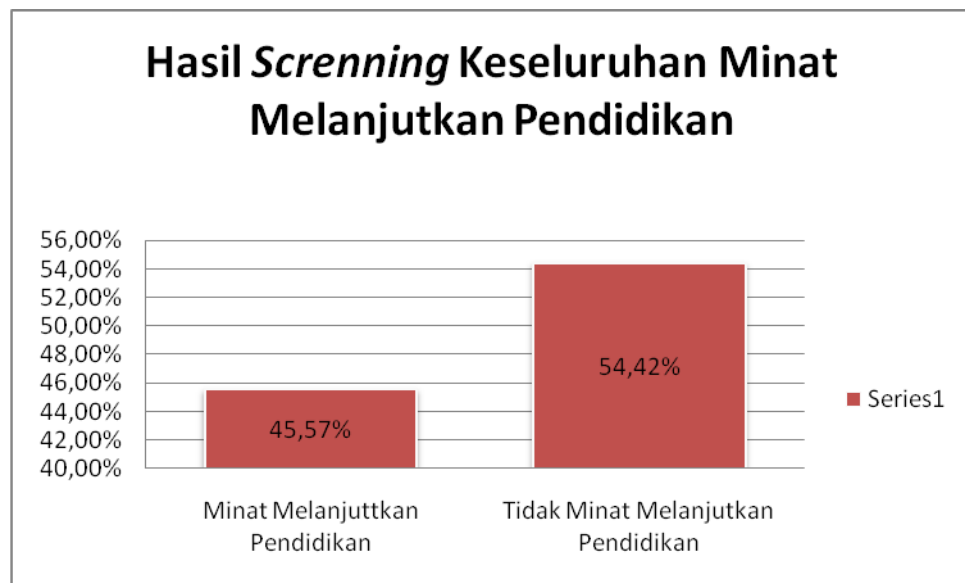 Hasil Screnning Keseluruhan Minat
Melanjutkan Pendidikan
56,00%
54,00%
52,00%
50,00%
48,00%
46,00%
44,00%
42,00%
40,00%
45,57%
54,42%
Series1
Minat Melanjuttkan
Pendidikan
Tidak Minat Melanjutkan
Pendidikan